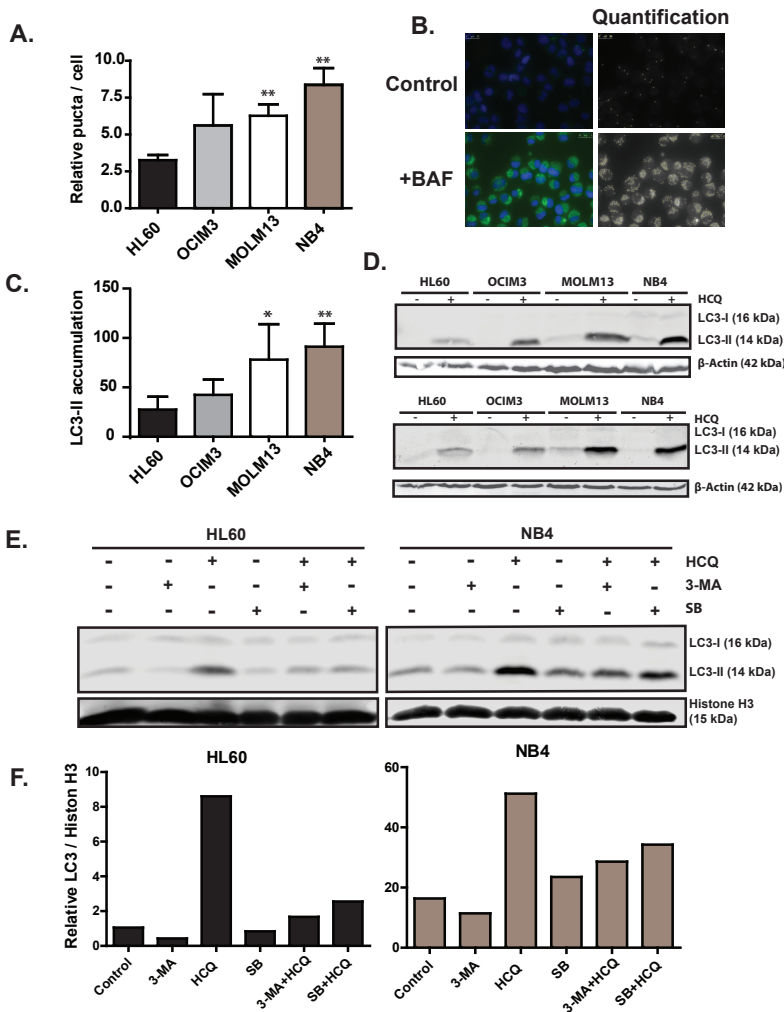 A.
Relative pucta / cell
10.0
7.5
5.0
2.5
0.0
**
**
HL60
OCIM3
MOLM13
NB4
B.
Quantification
Control
+BAF
C.
LC3-II accumulation
150
100
50
0
*
**
HL60
OCIM3
MOLM13
NB4
D.
HL60 OCIM3 MOLM13 NB4
- + - + - + - + HCQ
LC3-I (16 kDa)
LC3-II (14 kDa)
β-Actin (42 kDa)
HL60 OCIM3 MOLM13 NB4
- + - + - + - + HCQ
LC3-I (16 kDa)
LC3-II (14 kDa)
β-Actin (42 kDa)
E.
HL60 NB4
- - + - + + - - + - + + HCQ
- + - - + - - + - - + - 3-MA
- - - + - + - - - + - + SB
LC3-I (16 kDa)
LC3-II (14 kDa)
Histone H3
(15 kDa)
F.
HL60
Relative LC3 / Histon H3
10
8
6
4
2
0
Control
3-MA
HCQ
SB
3-MA+HCQ
SB+HCQ
NB4
60
40
20
0
Control
3-MA
HCQ
SB
3-MA+HCQ
SB+HCQ